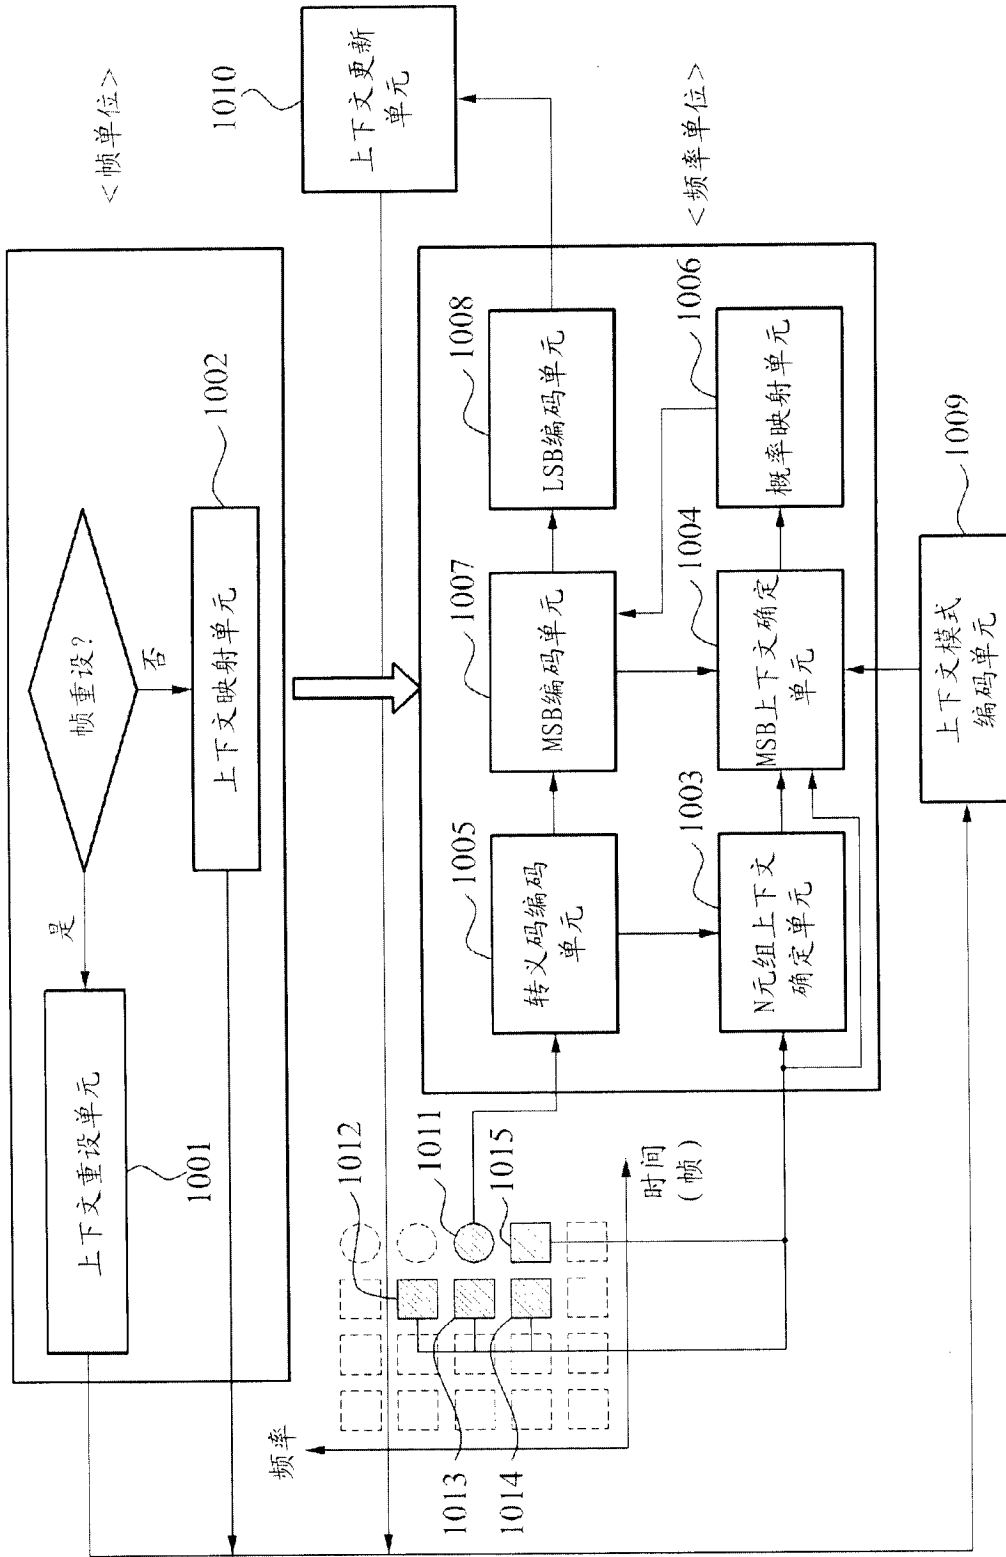 <帧单位>
帧重设?
是
否
上下文重设单元
1001
上下文映射单元
1002
上下文更新
单元
1010
<频率单位>
频率
时间
(帧)
1012
1011
1015
1013
1014
转义码编码
单元
1005
MSB编码单元
1007
LSB编码单元
1008
N元组上下文
确定单元
1003
MSB上下文确定
单元
1004
概率映射单元
1006
上下文模式
编码单元
1009